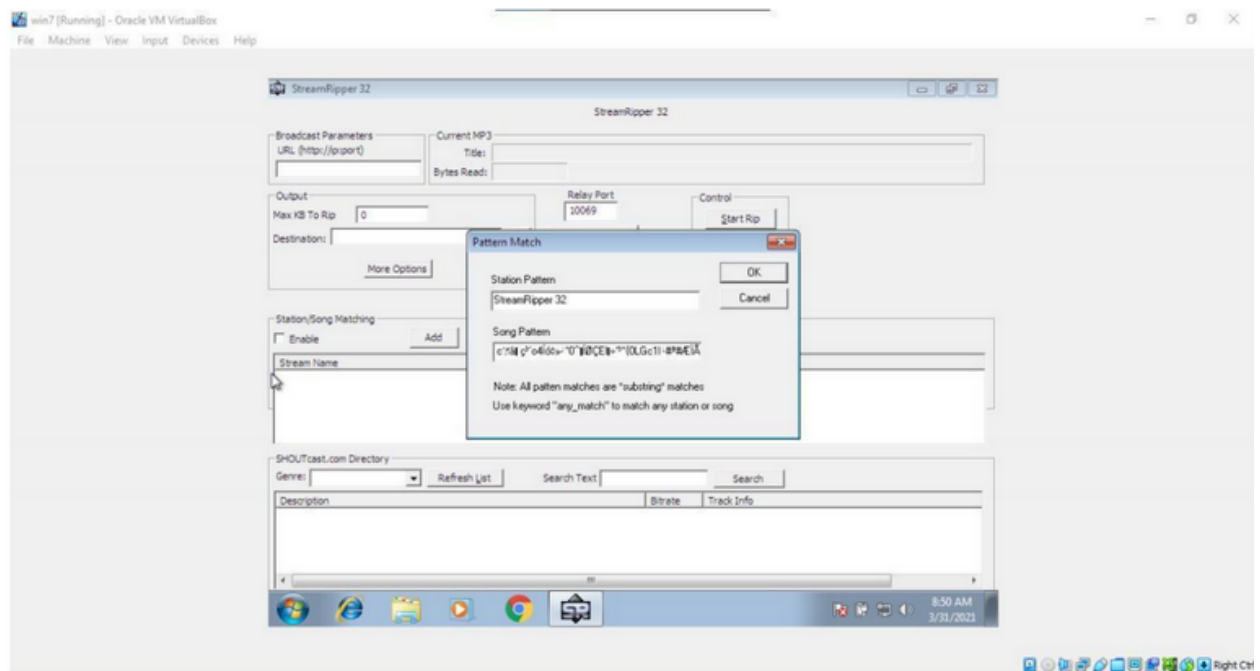 win7 [Running] - Oracle VM VirtualBox
File Machine View Input Devices Help
StreamRipper 32
StreamRipper 32
Broadcast Parameters
URL (http://ip:port)
Current MP3
Title:
Bytes Read:
Output
Max KB To Rip 0
Destination:
More Options
Relay Port
10069
Control
Start Rip
Pattern Match
Station Pattern
StreamRipper 32
OK
Cancel
Song Pattern
Note: All patten matches are "substring" matches
Use keyword "any_match" to match any station or song
Station/Song Matching
Enable
Add
Stream Name
SHOUTcast.com Directory
Genre:
Refresh List
Search Text
Search
Description Bitrate Track Info
8:50 AM
3/31/2021
Right Ctrl